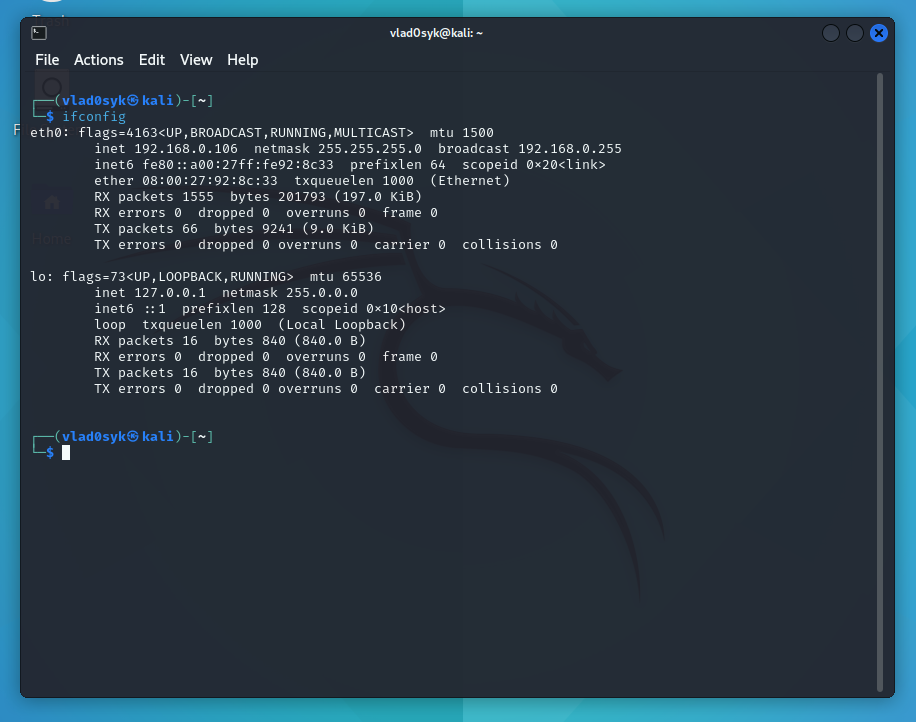 vlad0syk@kali: ~
File Actions Edit View Help
┌──(vlad0syk㉿kali)-[~]
└─$ ifconfig
eth0: flags=4163<UP,BROADCAST,RUNNING,MULTICAST>  mtu 1500
        inet 192.168.0.106  netmask 255.255.255.0  broadcast 192.168.0.255
        inet6 fe80::a00:27ff:fe92:8c33  prefixlen 64  scopeid 0x20<link>
        ether 08:00:27:92:8c:33  txqueuelen 1000  (Ethernet)
        RX packets 1555  bytes 201793 (197.0 KiB)
        RX errors 0  dropped 0  overruns 0  frame 0
        TX packets 66  bytes 9241 (9.0 KiB)
        TX errors 0  dropped 0 overruns 0  carrier 0  collisions 0
lo: flags=73<UP,LOOPBACK,RUNNING>  mtu 65536
        inet 127.0.0.1  netmask 255.0.0.0
        inet6 ::1  prefixlen 128  scopeid 0x10<host>
        loop  txqueuelen 1000  (Local Loopback)
        RX packets 16  bytes 840 (840.0 B)
        RX errors 0  dropped 0  overruns 0  frame 0
        TX packets 16  bytes 840 (840.0 B)
        TX errors 0  dropped 0 overruns 0  carrier 0  collisions 0
┌──(vlad0syk㉿kali)-[~]
└─$
Home